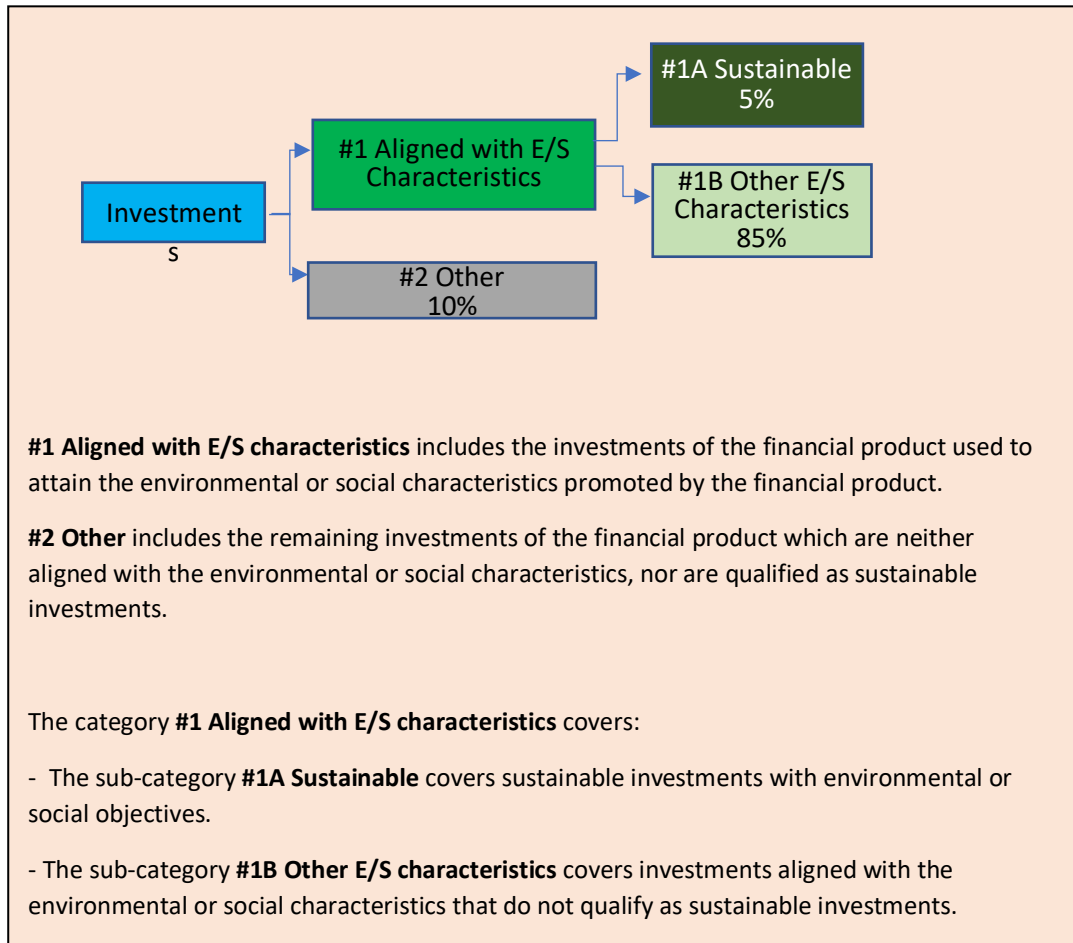 #1A Sustainable
5%
#1 Aligned with E/S
Characteristics
#1B Other E/S
Characteristics
85%
Investment
s
#2 Other
10%
#1 Aligned with E/S characteristics includes the investments of the financial product used to
attain the environmental or social characteristics promoted by the financial product.
#2 Other includes the remaining investments of the financial product which are neither
aligned with the environmental or social characteristics, nor are qualified as sustainable
investments.
The category #1 Aligned with E/S characteristics covers:
- The sub-category #1A Sustainable covers sustainable investments with environmental or
social objectives.
- The sub-category #1B Other E/S characteristics covers investments aligned with the
environmental or social characteristics that do not qualify as sustainable investments.